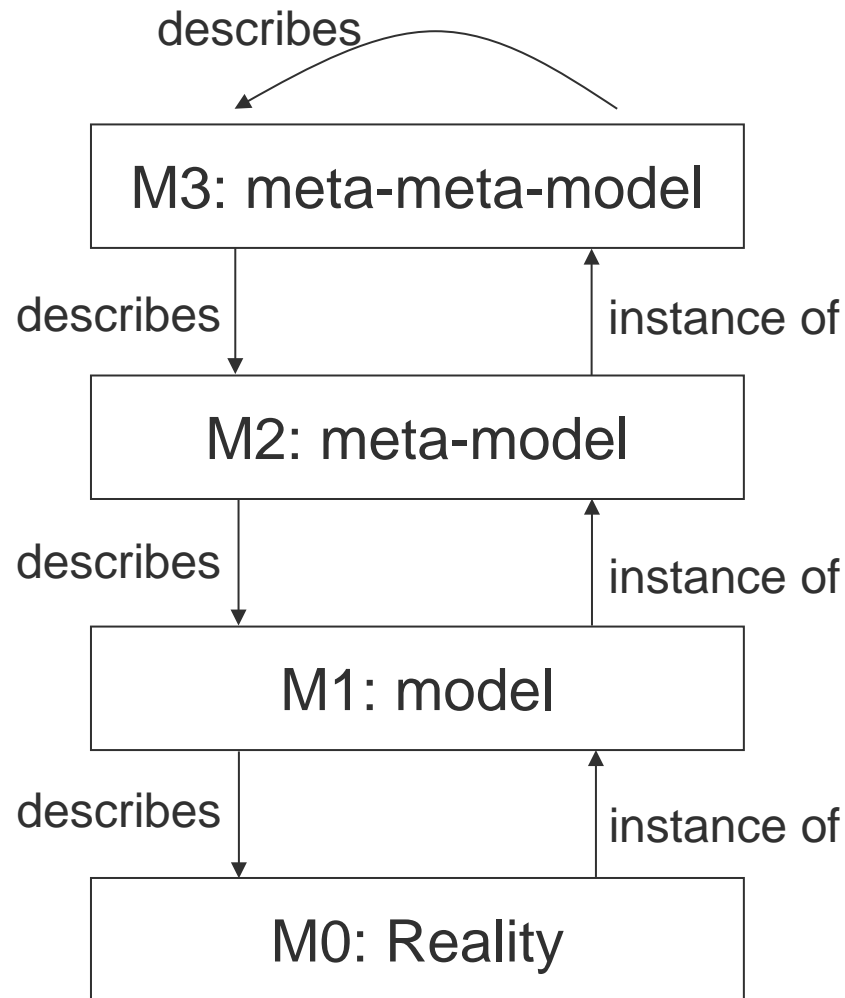 describes
M3: meta-meta-model
describes
instance of
M2: meta-model
describes
instance of
M1: model
describes
instance of
M0: Reality